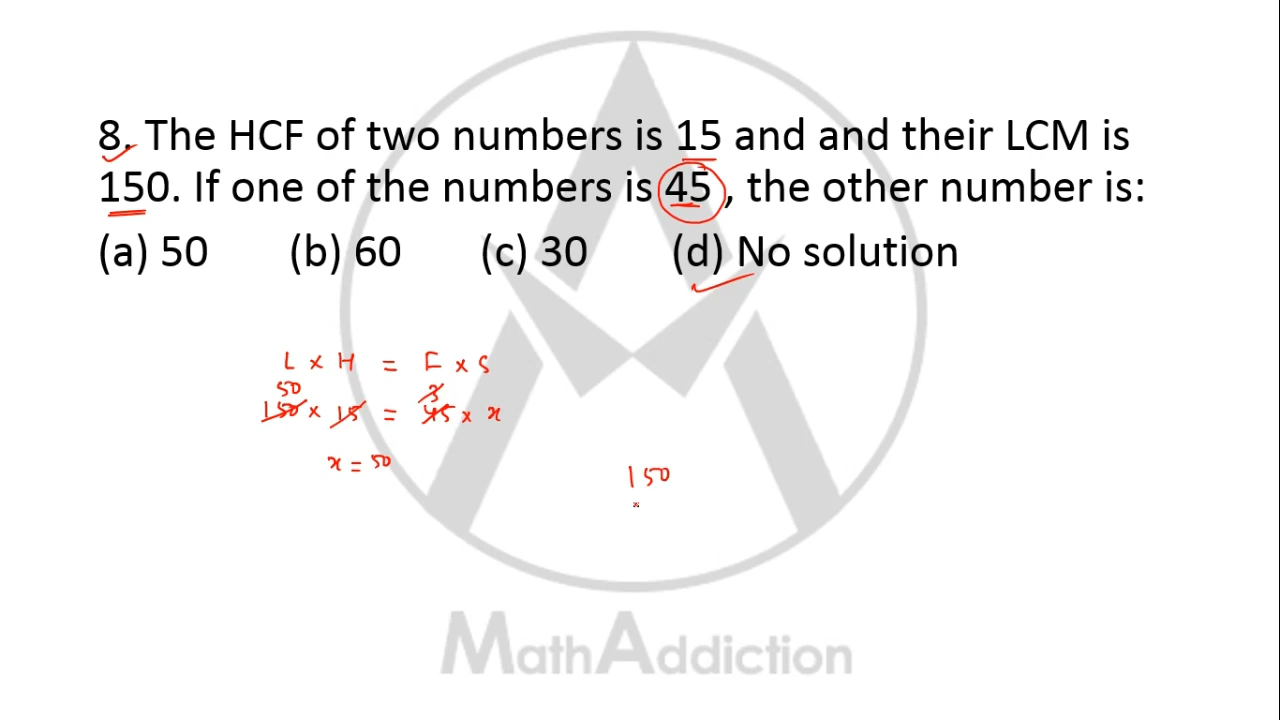 8. The HCF of two numbers is 15 and and their LCM is
150. If one of the numbers is 45 , the other number is:
(a) 50 (b) 60 (c) 30 (d) No solution
L x H = F x S
50 3
150 x 15 = 45 x x
x = 50
150
MathAddiction